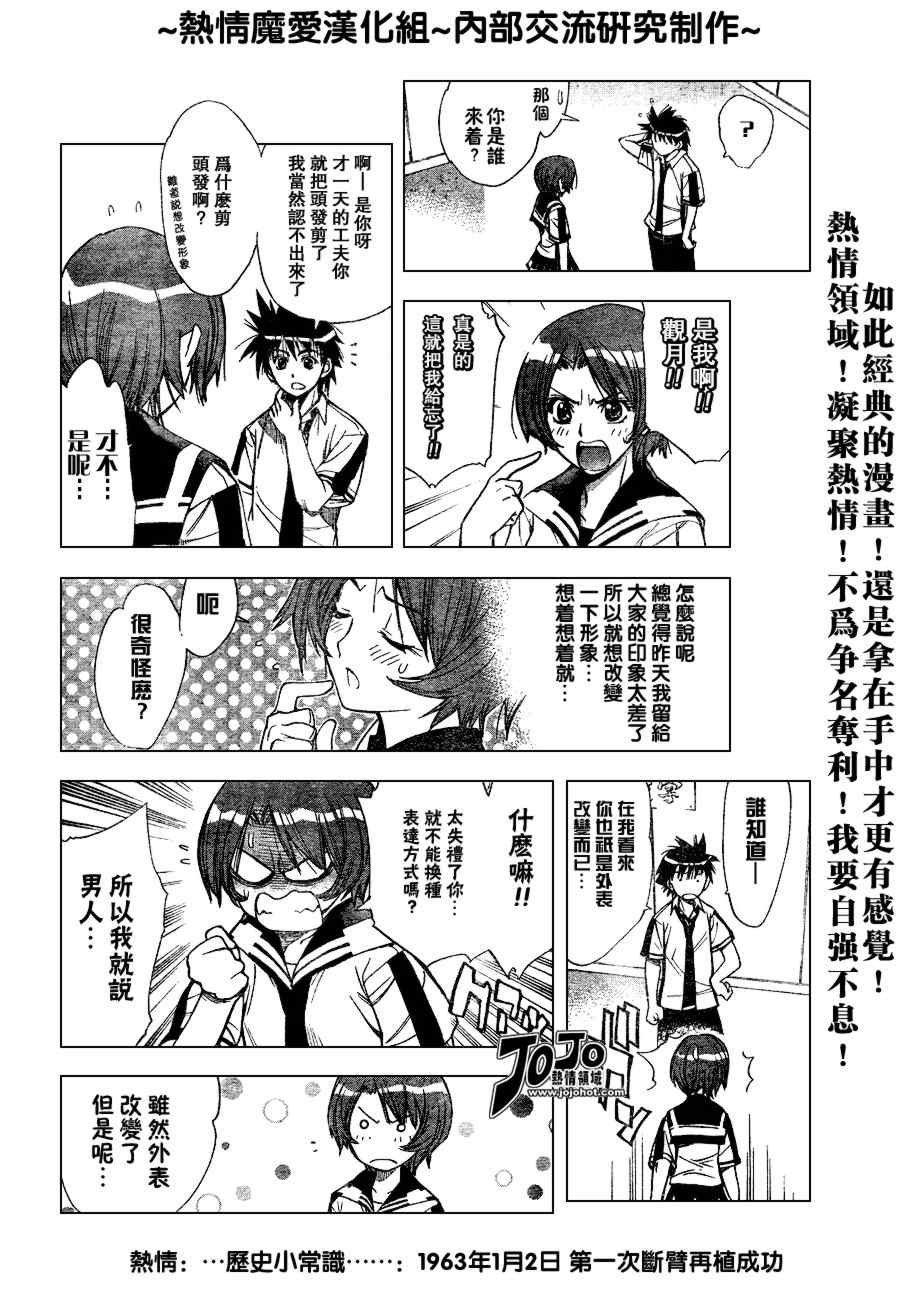 ~熱情魔愛漢化組~內部交流研究制作~
?
那個
你是誰
來着?
是我啊!!
觀月!!
真是的
這就把我給忘了!!
啊—是你呀
才一天的工夫你
就把頭發剪了
我當然認不出來了
爲什麽剪
頭發啊?
難道説想改變形象
才不…
是呢…
怎麼說呢
總覺得昨天我留給
大家的印象太差了
所以就想改變
一下形象…
想着想着就…
呃
很奇怪麽?
誰知道—
在我看來
你也祇是外表
改變而已…
什麽嘛!!
太失禮了你…
就不能換種
表達方式嗎?
所以我就説
男人…
雖然外表
改變了
但是呢…
JOJO
熱情領域
www.jojohot.com
如此經典的漫畫!還是拿在手中才更有感覺!
熱情領域!凝聚熱情!不爲争名奪利!我要自强不息!
熱情:…歷史小常識……:1963年1月2日 第一次斷臂再植成功